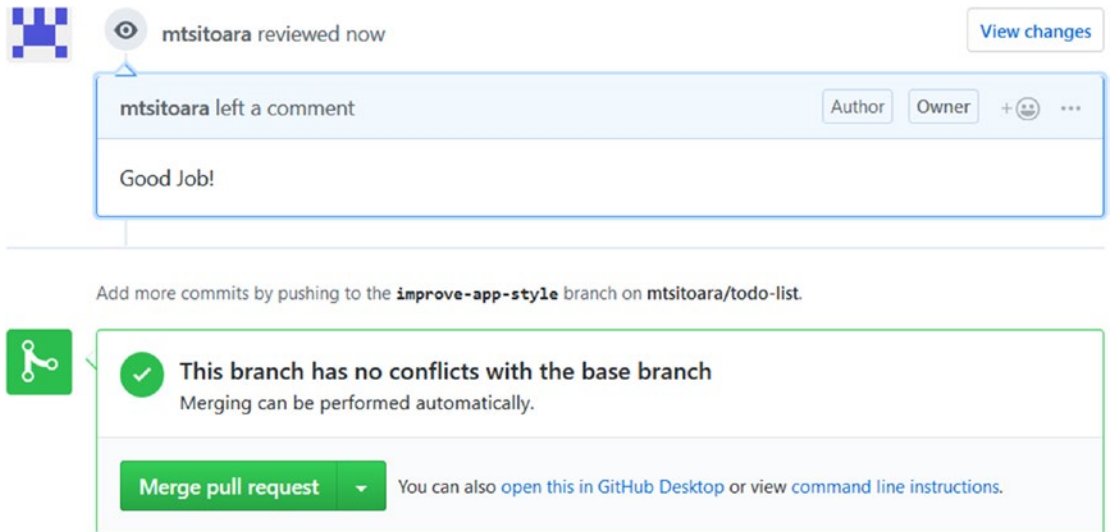 mtsitoara reviewed now
View changes
mtsitoara left a comment
Author
Owner
Good Job!
Add more commits by pushing to the improve-app-style branch on mtsitoara/todo-list.
This branch has no conflicts with the base branch
Merging can be performed automatically.
Merge pull request
You can also open this in GitHub Desktop or view command line instructions.